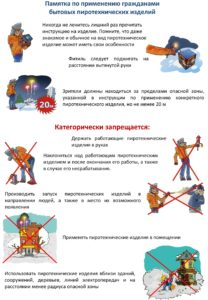 Памятка по применению гражданами
бытовых пиротехнических изделий
Никогда не ленитесь лишний раз прочитать
инструкцию на изделие. Помните, что даже
знакомое и обычное на вид пиротехническое
изделие может иметь свои особенности
Фитиль следует поджигать на
расстоянии вытянутой руки
Зрители должны находиться за пределами опасной зоны,
указанной в инструкции по применению конкретного
пиротехнического изделия, но не менее 20 м
20м
Категорически запрещается:
Держать работающие пиротехнические
изделия в руках
Наклоняться над работающим пиротехническим
изделием и после окончания его работы, а также
в случае его несрабатывания.
Производить запуск пиротехнических изделий в
направлении людей, а также в место их возможного
появления
Применять пиротехнические изделия в помещении
Использовать пиротехнические изделия вблизи зданий,
сооружений, деревьев, линий электропередач и на
расстоянии менее радиуса опасной зоны